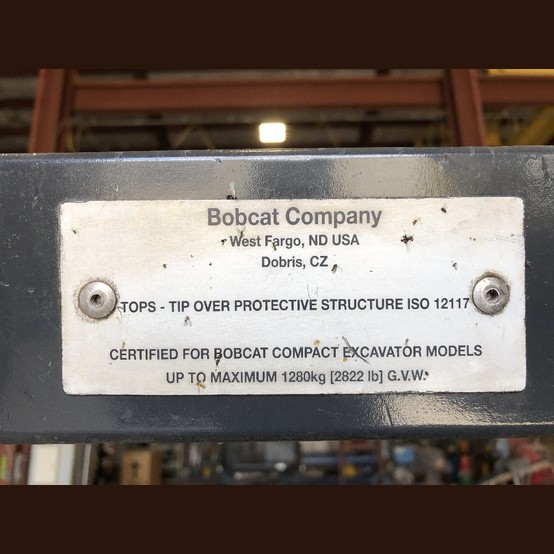 Bobcat Company
West Fargo, ND USA
Dobris, CZ
TOPS - TIP OVER PROTECTIVE STRUCTURE ISO 12117
CERTIFIED FOR BOBCAT COMPACT EXCAVATOR MODELS
UP TO MAXIMUM 1280kg [2822 lb] G.V.W.